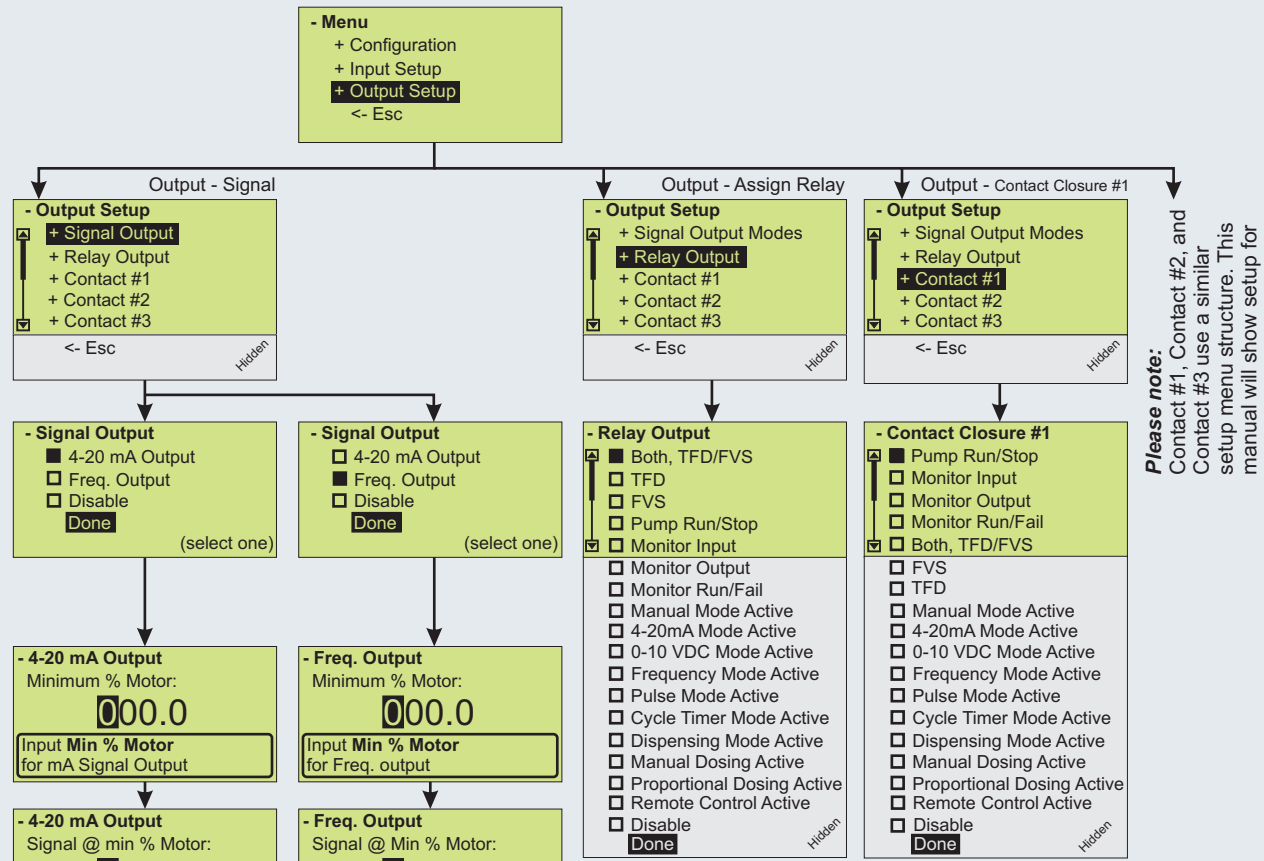 - Menu
+ Configuration
+ Input Setup
+ Output Setup
<- Esc
Output - Signal
- Output Setup
+ Signal Output
+ Relay Output
+ Contact #1
+ Contact #2
+ Contact #3
<- Esc
Hidden
Output - Assign Relay
- Output Setup
+ Signal Output Modes
+ Relay Output
+ Contact #1
+ Contact #2
+ Contact #3
<- Esc
Hidden
Output - Contact Closure #1
- Output Setup
+ Signal Output Modes
+ Relay Output
+ Contact #1
+ Contact #2
+ Contact #3
<- Esc
Hidden
Please note:
Contact #1, Contact #2, and
Contact #3 use a similar
setup menu structure. This
manual will show setup for
- Signal Output
4-20 mA Output
Freq. Output
Disable
Done
(select one)
- Signal Output
4-20 mA Output
Freq. Output
Disable
Done
(select one)
- Relay Output
Both, TFD/FVS
TFD
FVS
Pump Run/Stop
Monitor Input
Monitor Output
Monitor Run/Fail
Manual Mode Active
4-20mA Mode Active
0-10 VDC Mode Active
Frequency Mode Active
Pulse Mode Active
Cycle Timer Mode Active
Dispensing Mode Active
Manual Dosing Active
Proportional Dosing Active
Remote Control Active
Disable
Done
Hidden
- Contact Closure #1
Pump Run/Stop
Monitor Input
Monitor Output
Monitor Run/Fail
Both, TFD/FVS
FVS
TFD
Manual Mode Active
4-20mA Mode Active
0-10 VDC Mode Active
Frequency Mode Active
Pulse Mode Active
Cycle Timer Mode Active
Dispensing Mode Active
Manual Dosing Active
Proportional Dosing Active
Remote Control Active
Disable
Done
Hidden
- 4-20 mA Output
Minimum % Motor:
000.0
Input Min % Motor
for mA Signal Output
- Freq. Output
Minimum % Motor:
000.0
Input Min % Motor
for Freq. output
- 4-20 mA Output
Signal @ min % Motor:
- Freq. Output
Signal @ Min % Motor: